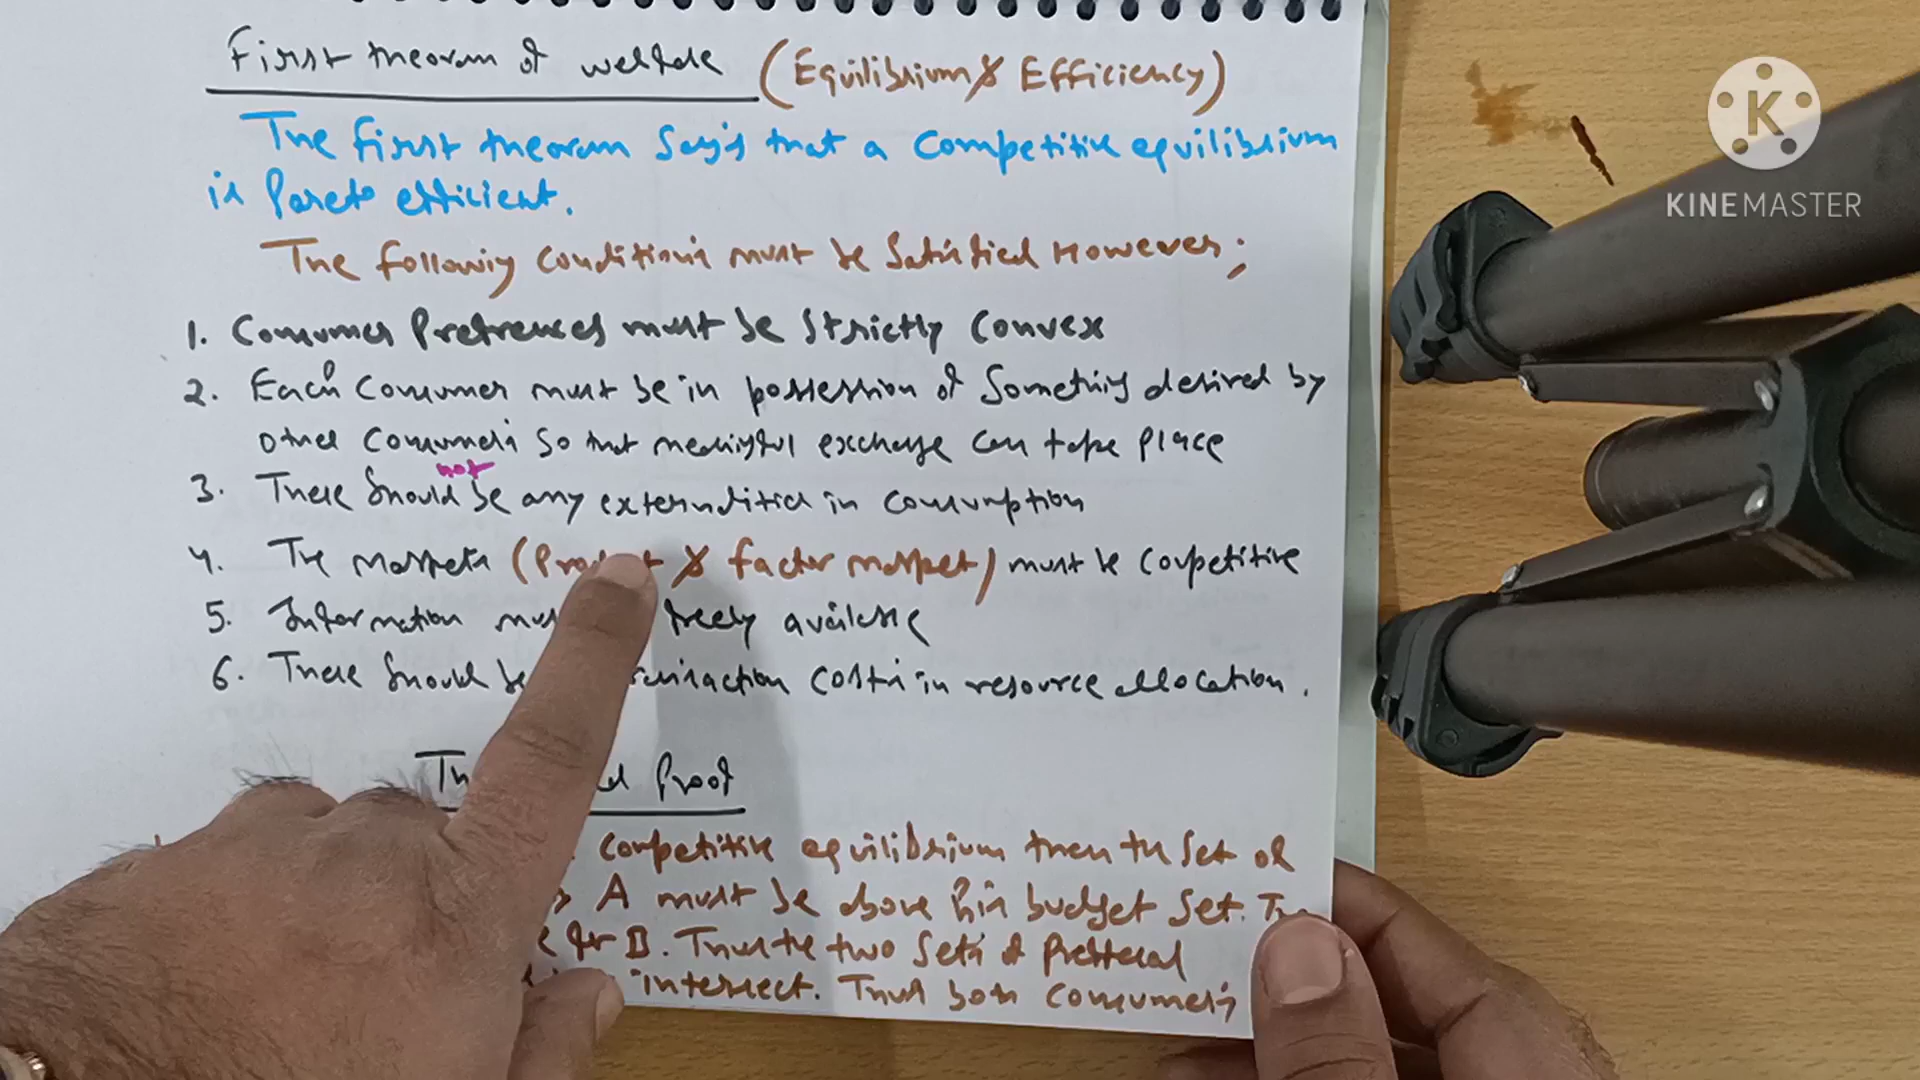 First theorem of welfare (Equilibrium & Efficiency)
The first theorem says that a competitive equilibrium
is Pareto efficient.
The following conditions must be satisfied However;
1. Consumer Prefrences must be strictly convex
2. Each consumer must be in possession of something desired by
other consumers so that meaningful exchange can take place
not
3. There should be any externalities in consumption
4. The Markets (Product & factor market) must be competitive
5. Information must freely available
6. There should be costs in resource allocation.
Proof
competitive equilibrium then the set of
A must be above his budget set. The
for B. Thus the two sets of preferred
intersect. Thus both consumers
K
KINEMASTER